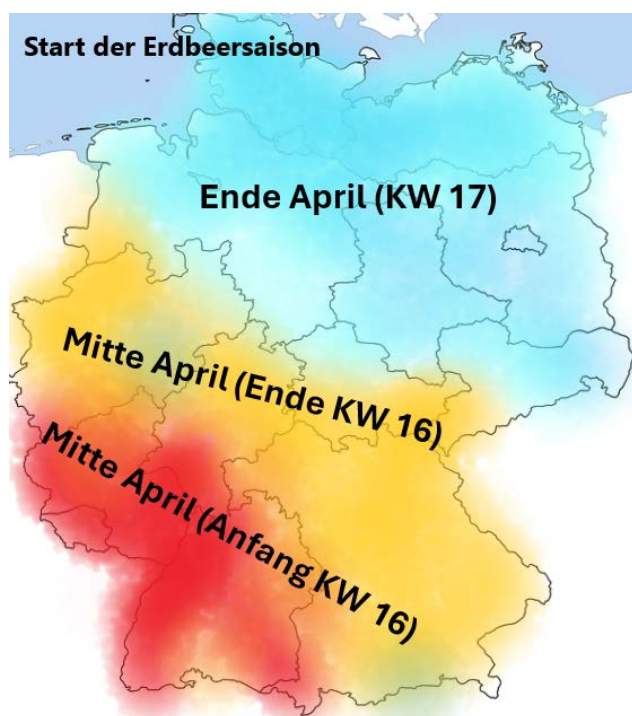 Start der Erdbeersaison
Ende April (KW 17)
Mitte April (Ende KW 16)
Mitte April (Anfang KW 16)